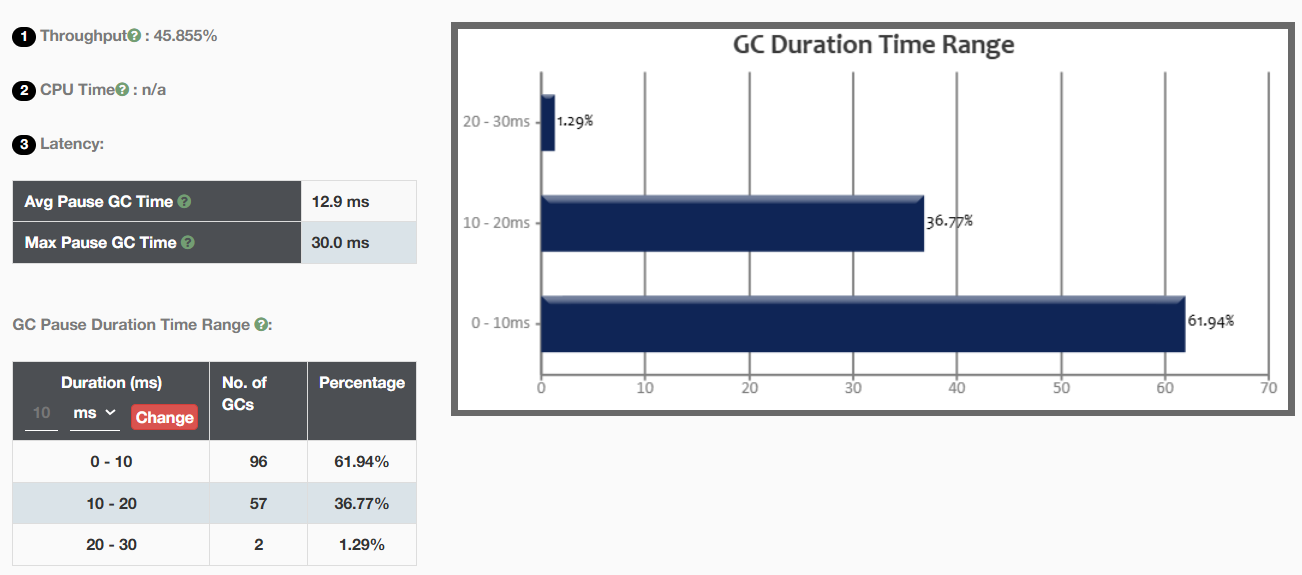 1 Throughput? : 45.855%
2 CPU Time? : n/a
3 Latency:
Avg Pause GC Time ? 12.9 ms
Max Pause GC Time ? 30.0 ms
GC Pause Duration Time Range ?:
Duration (ms) No. of GCs Percentage
10 ms Change
0 - 10 96 61.94%
10 - 20 57 36.77%
20 - 30 2 1.29%
GC Duration Time Range
20 - 30ms 1.29%
10 - 20ms 36.77%
0 - 10ms 61.94%
0 10 20 30 40 50 60 70